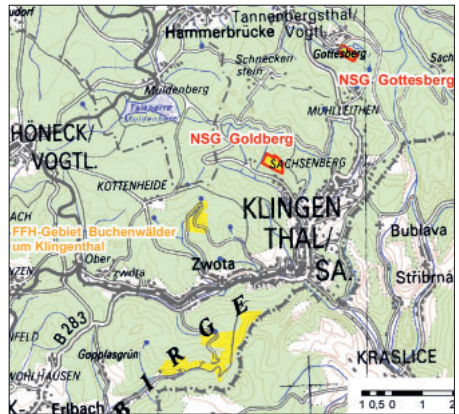 Tannenbergsthal/
Vogtl.
Hammerbrücke
Gottesberg
Schnecken
stein
NSG Gottesberg
Muldenberg
Talsperre
Muldenberg
MÜHLLEITHEN
HÖNECK/
VOGTL.
NSG Goldberg
SACHSENBERG
KOTTENHEIDE
KLINGEN
THAL/
SA.
Bublava
FFH-Gebiet Buchenwälder
um Klingenthal
Ober
zwota
Zwota
Stříbrná
B 283
BIRGE
Gopplasgrün
WOHLHAUSEN
KRASLICE
Erlbach
1 0,5 0 1 2